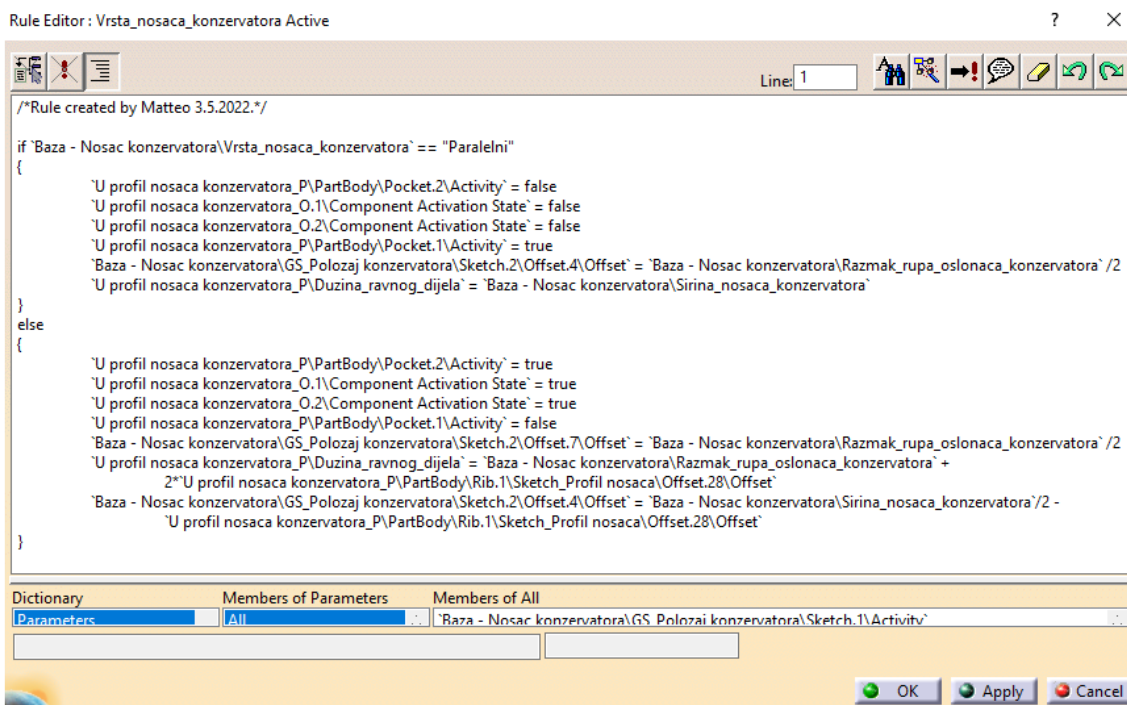 Rule Editor : Vrsta_nosaca_konzervatora Active
?
Line: 1
/*Rule created by Matteo 3.5.2022.*/
if `Baza - Nosac konzervatora\Vrsta_nosaca_konzervatora` == "Paralelni"
{
`U profil nosaca konzervatora_P\PartBody\Pocket.2\Activity` = false
`U profil nosaca konzervatora_O.1\Component Activation State` = false
`U profil nosaca konzervatora_O.2\Component Activation State` = false
`U profil nosaca konzervatora_P\PartBody\Pocket.1\Activity` = true
`Baza - Nosac konzervatora\GS_Polozaj konzervatora\Sketch.2\Offset.4\Offset` = `Baza - Nosac konzervatora\Razmak_rupa_oslonaca_konzervatora` /2
`U profil nosaca konzervatora_P\Duzina_ravnog_dijela` = `Baza - Nosac konzervatora\Sirina_nosaca_konzervatora`
}
else
{
`U profil nosaca konzervatora_P\PartBody\Pocket.2\Activity` = true
`U profil nosaca konzervatora_O.1\Component Activation State` = true
`U profil nosaca konzervatora_O.2\Component Activation State` = true
`U profil nosaca konzervatora_P\PartBody\Pocket.1\Activity` = false
`Baza - Nosac konzervatora\GS_Polozaj konzervatora\Sketch.2\Offset.7\Offset` = `Baza - Nosac konzervatora\Razmak_rupa_oslonaca_konzervatora` /2
`U profil nosaca konzervatora_P\Duzina_ravnog_dijela` = `Baza - Nosac konzervatora\Razmak_rupa_oslonaca_konzervatora` +
2*`U profil nosaca konzervatora_P\PartBody\Rib.1\Sketch_Profil nosaca\Offset.28\Offset`
`Baza - Nosac konzervatora\GS_Polozaj konzervatora\Sketch.2\Offset.4\Offset` = `Baza - Nosac konzervatora\Sirina_nosaca_konzervatora`/2 -
`U profil nosaca konzervatora_P\PartBody\Rib.1\Sketch_Profil nosaca\Offset.28\Offset`
}
Dictionary Members of Parameters Members of All
Parameters All `Baza - Nosac konzervatora\GS_Polozaj konzervatora\Sketch.1\Activity`
OK Apply Cancel